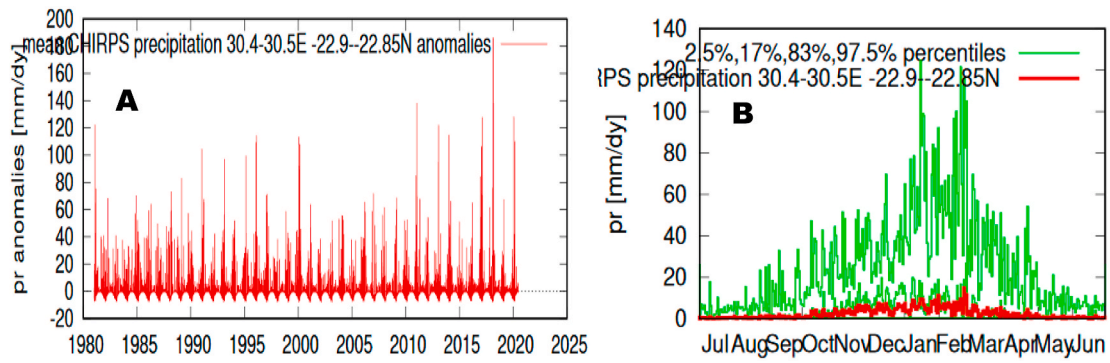 mean CHIRPS precipitation 30.4-30.5E -22.9--22.85N anomalies
A
pr anomalies [mm/dy]
200
180
160
140
120
100
80
60
40
20
0
-20
1980 1985 1990 1995 2000 2005 2010 2015 2020 2025
2.5%,17%,83%,97.5% percentiles
RPS precipitation 30.4-30.5E -22.9--22.85N
B
pr [mm/dy]
140
120
100
80
60
40
20
0
Jul Aug Sep Oct Nov Dec Jan Feb Mar Apr May Jun